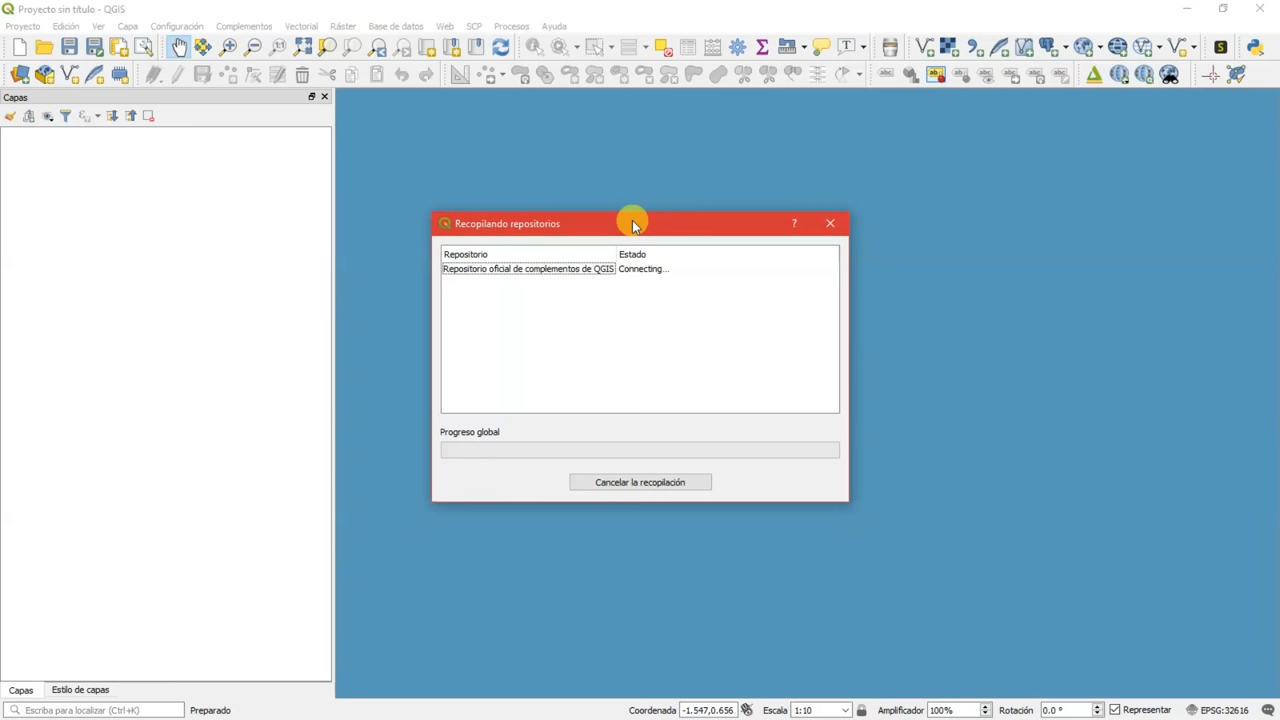 Proyecto sin título - QGIS
Proyecto Edición Ver Capa Configuración Complementos Vectorial Ráster Base de datos Web SCP Procesos Ayuda
Capas
Recopilando repositorios
Repositorio Estado
Repositorio oficial de complementos de QGIS Connecting...
Progreso global
Cancelar la recopilación
Capas Estilo de capas
Escriba para localizar (Ctrl+K) Preparado Coordenada -1.547,0.656 Escala 1:10 Amplificador 100% Rotación 0.0 ° Representar EPSG:32616